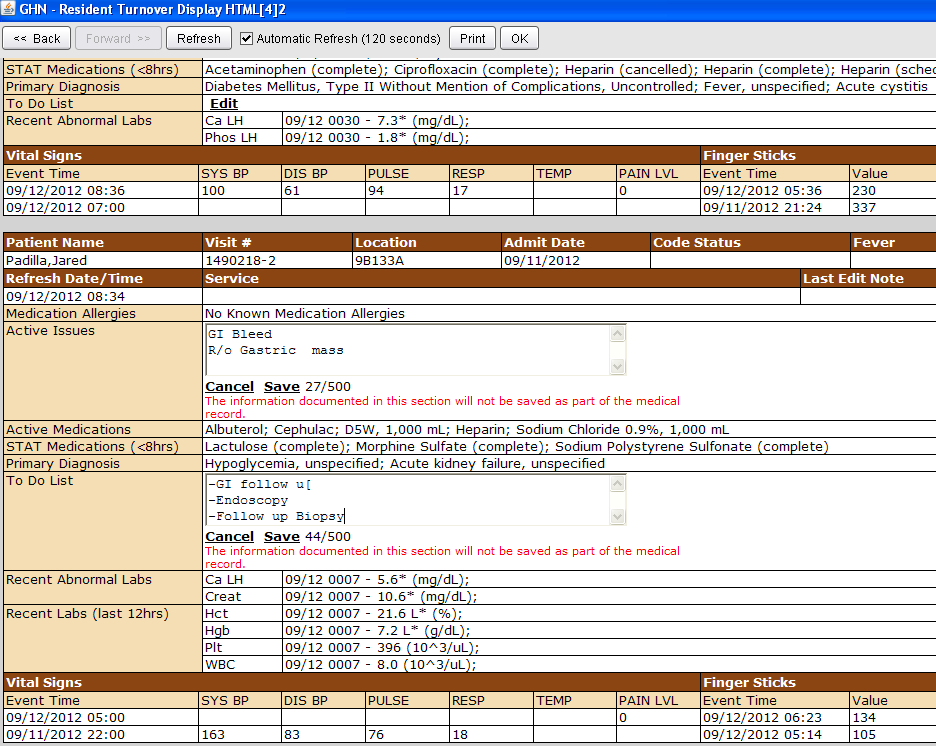 GHN - Resident Turnover Display HTML[4]2
<< Back Forward >> Refresh Automatic Refresh (120 seconds) Print OK
STAT Medications (<8hrs) Acetaminophen (complete); Ciprofloxacin (complete); Heparin (cancelled); Heparin (complete); Heparin (sched
Primary Diagnosis Diabetes Mellitus, Type II Without Mention of Complications, Uncontrolled; Fever, unspecified; Acute cystitis
To Do List Edit
Recent Abnormal Labs Ca LH 09/12 0030 - 7.3* (mg/dL);
Phos LH 09/12 0030 - 1.8* (mg/dL);
Vital Signs Finger Sticks
Event Time SYS BP DIS BP PULSE RESP TEMP PAIN LVL Event Time Value
09/12/2012 08:36 100 61 94 17 0 09/12/2012 05:36 230
09/12/2012 07:00 09/11/2012 21:24 337
Patient Name Visit # Location Admit Date Code Status Fever
Padilla,Jared 1490218-2 9B133A 09/11/2012
Refresh Date/Time Service Last Edit Note
09/12/2012 08:34
Medication Allergies No Known Medication Allergies
Active Issues GI Bleed
R/o Gastric  mass
Cancel Save 27/500
The information documented in this section will not be saved as part of the medical
record.
Active Medications Albuterol; Cephulac; D5W, 1,000 mL; Heparin; Sodium Chloride 0.9%, 1,000 mL
STAT Medications (<8hrs) Lactulose (complete); Morphine Sulfate (complete); Sodium Polystyrene Sulfonate (complete)
Primary Diagnosis Hypoglycemia, unspecified; Acute kidney failure, unspecified
To Do List -GI follow u[
-Endoscopy
-Follow up Biopsy
Cancel Save 44/500
The information documented in this section will not be saved as part of the medical
record.
Recent Abnormal Labs Ca LH 09/12 0007 - 5.6* (mg/dL);
Creat 09/12 0007 - 10.6* (mg/dL);
Recent Labs (last 12hrs) Hct 09/12 0007 - 21.6 L* (%);
Hgb 09/12 0007 - 7.2 L* (g/dL);
Plt 09/12 0007 - 396 (10^3/uL);
WBC 09/12 0007 - 8.0 (10^3/uL);
Vital Signs Finger Sticks
Event Time SYS BP DIS BP PULSE RESP TEMP PAIN LVL Event Time Value
09/12/2012 05:00 0 09/12/2012 06:23 134
09/11/2012 22:00 163 83 76 18 09/12/2012 05:14 105